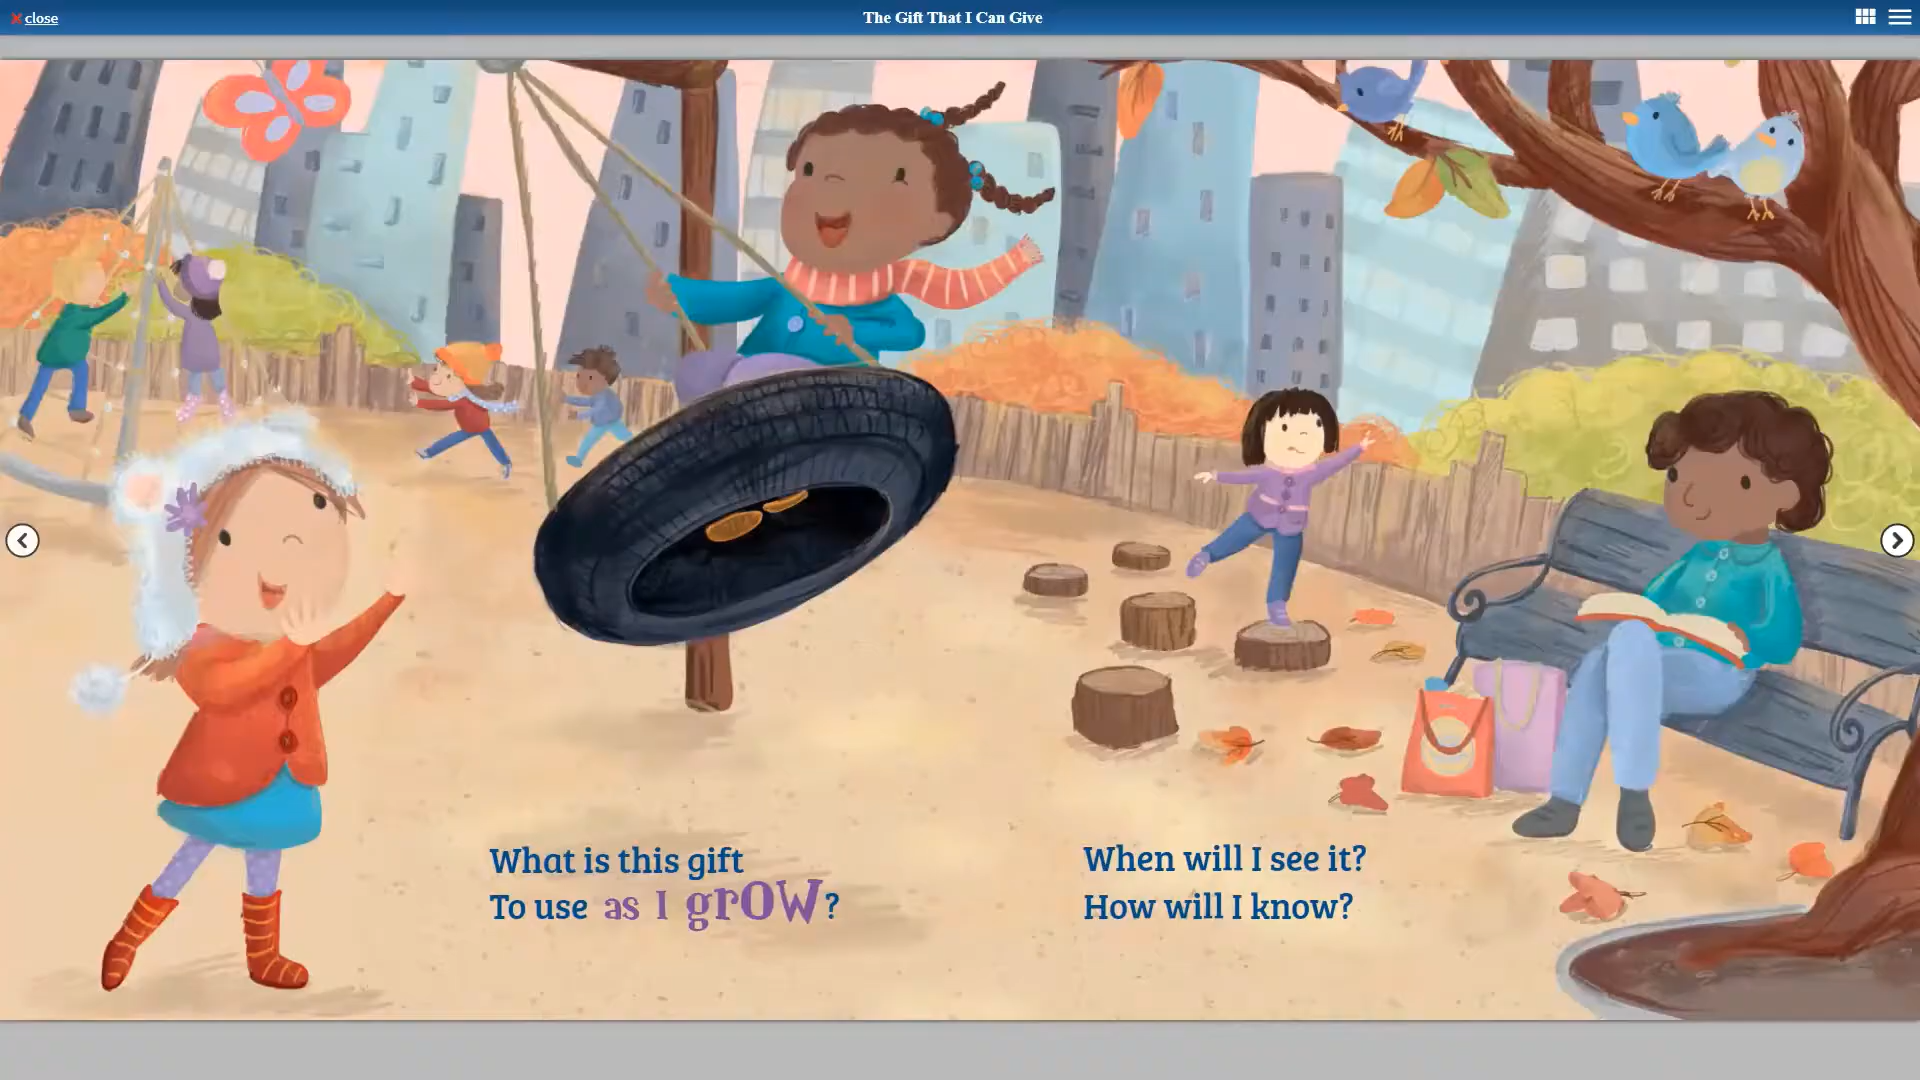 close
The Gift That I Can Give
What is this gift
To use as I grow?
When will I see it?
How will I know?